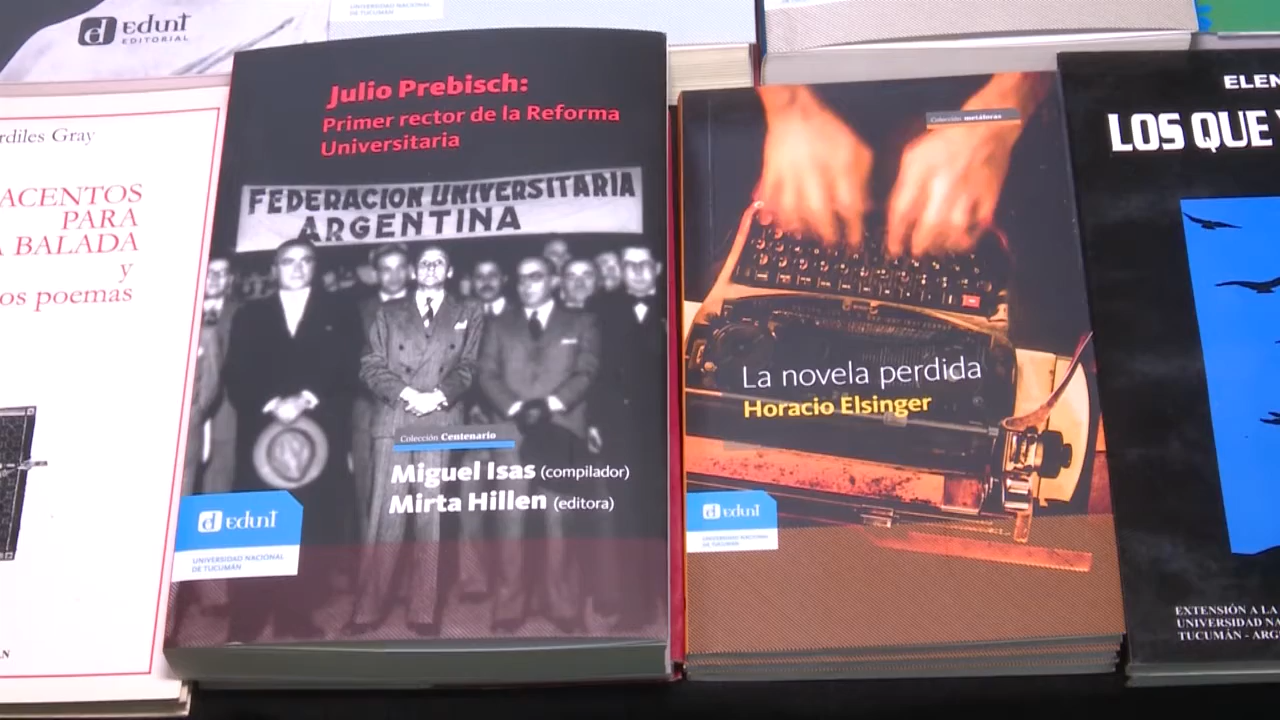 edunt
EDITORIAL
UNIVERSIDAD NACIONAL
DE TUCUMÁN
rdiles Gray
ACENTOS
PARA
A BALADA
y
os poemas
Julio Prebisch:
Primer rector de la Reforma
Universitaria
FEDERACION UNIVERSITARIA
ARGENTINA
Colección Centenario
Miguel Isas (compilador)
Mirta Hillen (editora)
edunt
UNIVERSIDAD NACIONAL
DE TUCUMÁN
Colección metáforas
La novela perdida
Horacio Elsinger
edunt
UNIVERSIDAD NACIONAL
DE TUCUMÁN
ELEN
LOS QUE
EXTENSIÓN A LA
UNIVERSIDAD NA
TUCUMÁN - ARG